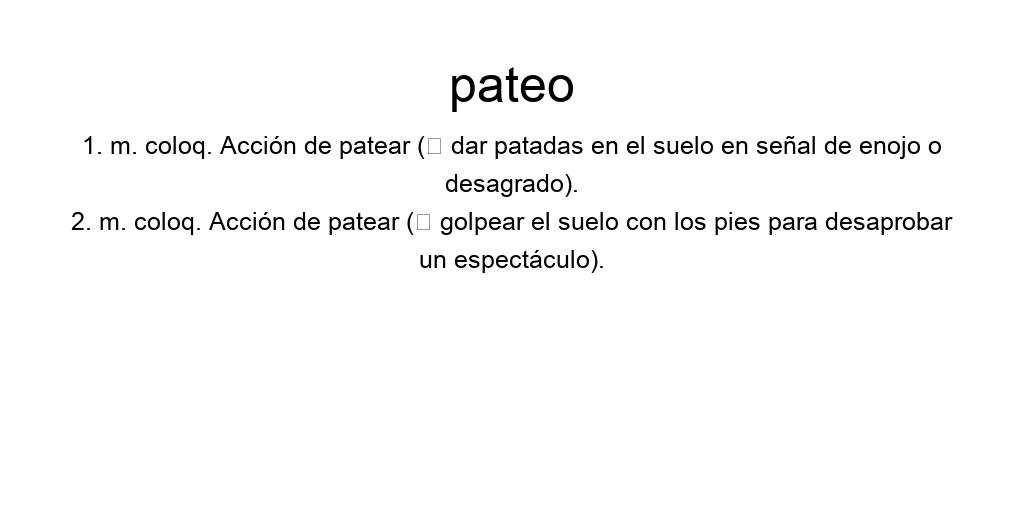 pateo
1. m. coloq. Acción de patear (□ dar patadas en el suelo en señal de enojo o
desagrado).
2. m. coloq. Acción de patear (□ golpear el suelo con los pies para desaprobar
un espectáculo).